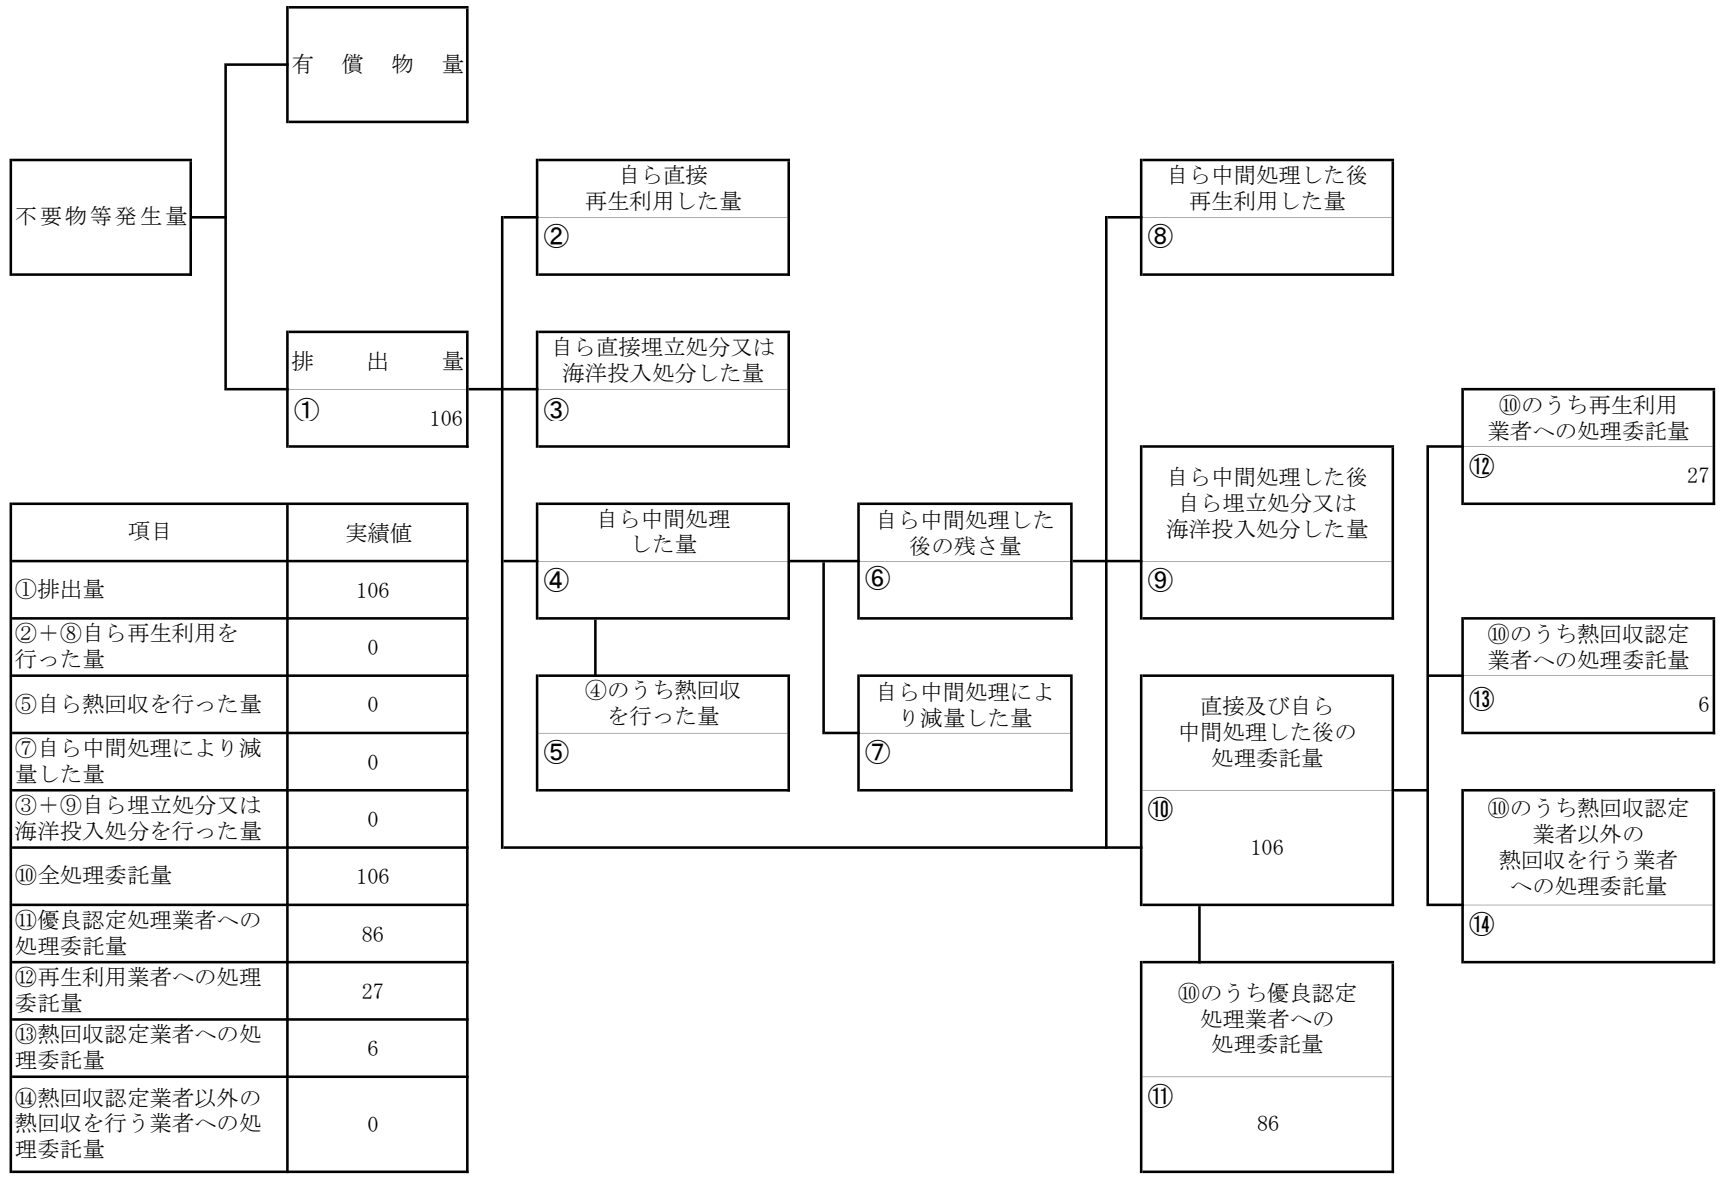 有償物量
不要物等発生量
排出量
①
106
自ら直接
再生利用した量
②
自ら直接埋立処分又は
海洋投入処分した量
③
自ら中間処理
した量
④
④のうち熱回収
を行った量
⑤
自ら中間処理した
後の残さ量
⑥
自ら中間処理によ
り減量した量
⑦
自ら中間処理した後
再生利用した量
⑧
自ら中間処理した後
自ら埋立処分又は
海洋投入処分した量
⑨
直接及び自ら
中間処理した後の
処理委託量
⑩
106
⑩のうち優良認定
処理業者への
処理委託量
⑪
86
⑩のうち再生利用
業者への処理委託量
⑫
27
⑩のうち熱回収認定
業者への処理委託量
⑬
6
⑩のうち熱回収認定
業者以外の
熱回収を行う業者
への処理委託量
⑭
項目 実績値
①排出量 106
②＋⑧自ら再生利用を
行った量 0
⑤自ら熱回収を行った量 0
⑦自ら中間処理により減
量した量 0
③＋⑨自ら埋立処分又は
海洋投入処分を行った量 0
⑩全処理委託量 106
⑪優良認定処理業者への
処理委託量 86
⑫再生利用業者への処理
委託量 27
⑬熱回収認定業者への処
理委託量 6
⑭熱回収認定業者以外の
熱回収を行う業者への処
理委託量 0